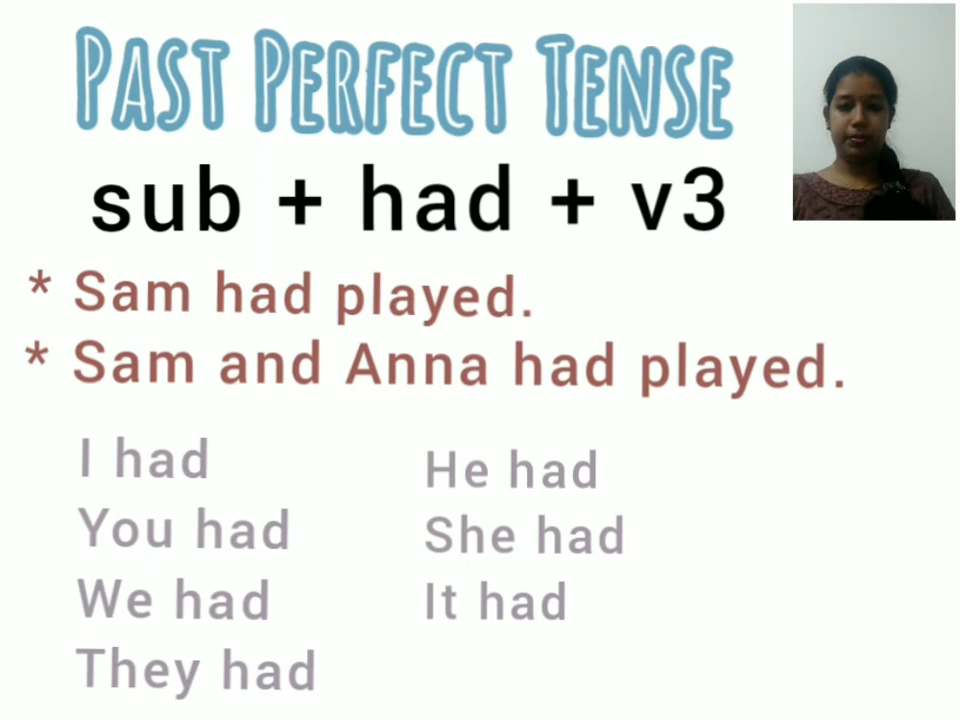 PAST PERFECT TENSE
sub + had + v3
* Sam had played.
* Sam and Anna had played.
I had
You had
We had
They had
He had
She had
It had